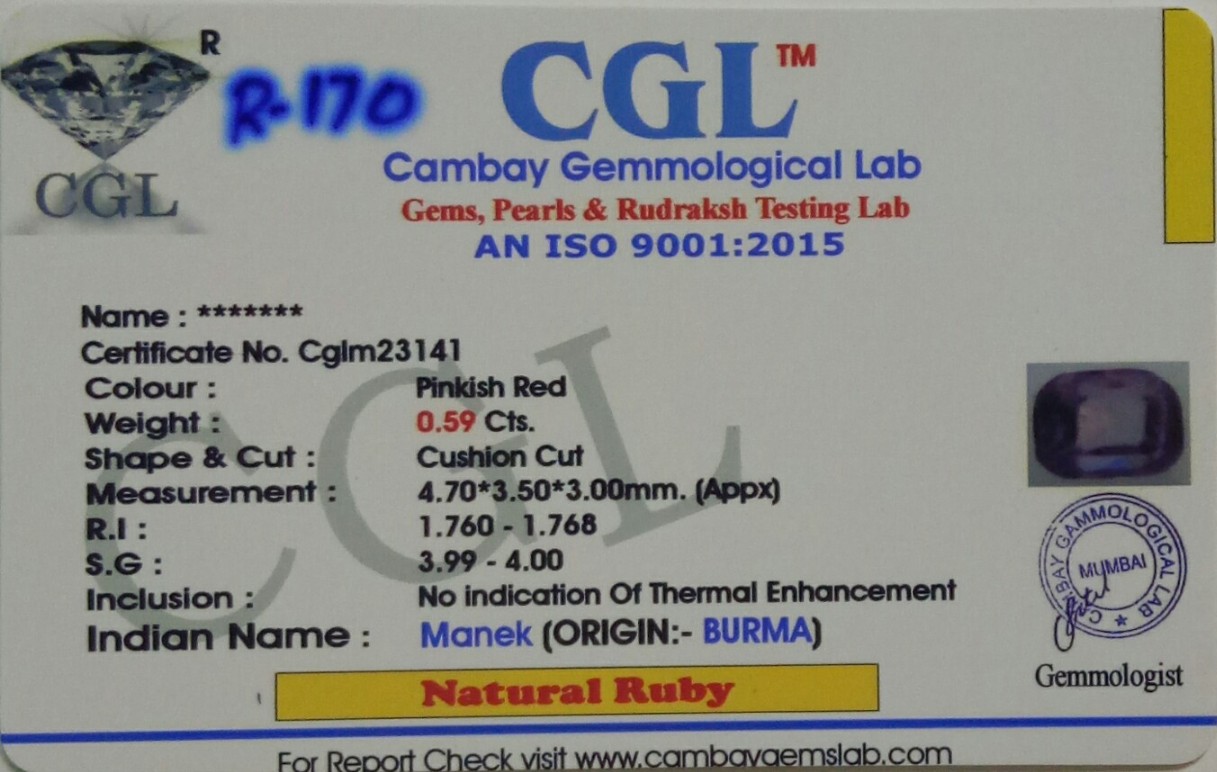 R
R-170
CGL
CGL™
Cambay Gemmological Lab
Gems, Pearls & Rudraksh Testing Lab
AN ISO 9001:2015
Name : *******
Certificate No. Cglm23141
Colour : Pinkish Red
Weight : 0.59 Cts.
Shape & Cut : Cushion Cut
Measurement : 4.70*3.50*3.00mm. (Appx)
R.I : 1.760 - 1.768
S.G : 3.99 - 4.00
Inclusion : No indication Of Thermal Enhancement
Indian Name : Manek (ORIGIN:- BURMA)
CGL
Natural Ruby
CAMBAY GAMMOLOGICAL LAB
MUMBAI
Gemmologist
For Report Check visit www.cambaygemslab.com